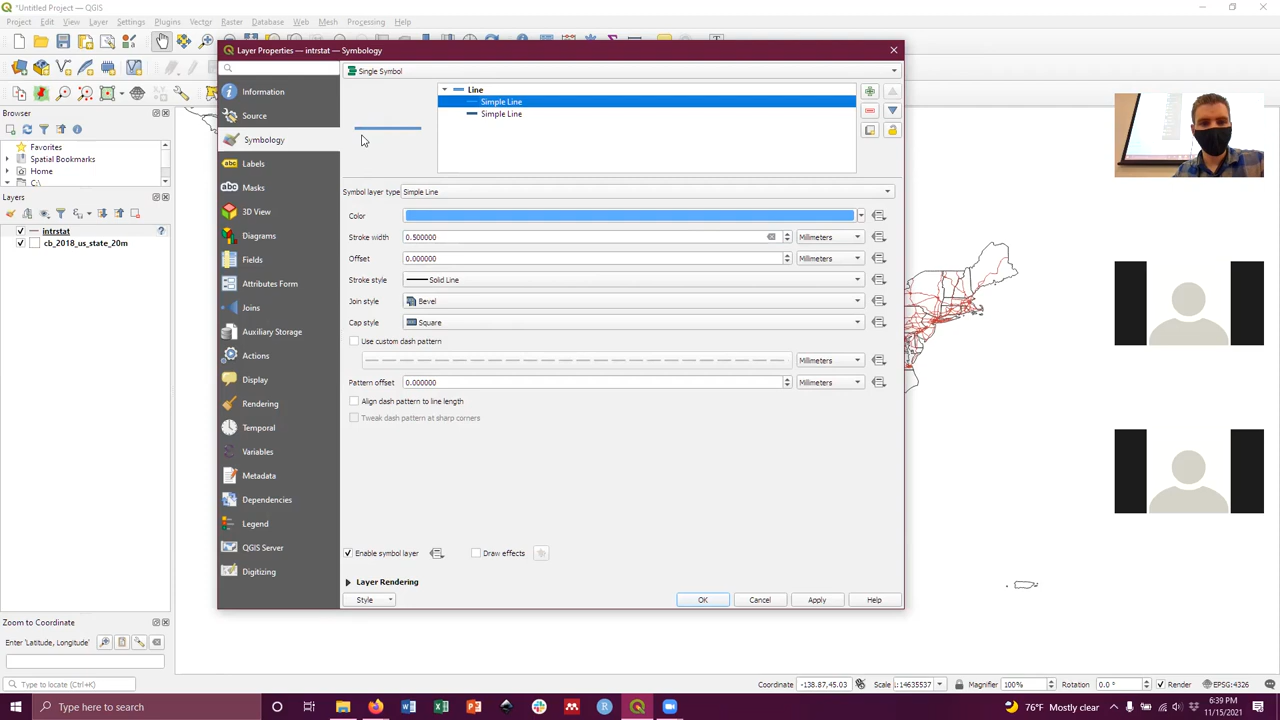 *Untitled Project — QGIS
Project Edit View Layer Settings Plugins Vector Raster Database Web Mesh Processing Help
Layer Properties — intrstat — Symbology
Single Symbol
Information
Source
Symbology
Labels
Masks
3D View
Diagrams
Fields
Attributes Form
Joins
Auxiliary Storage
Actions
Display
Rendering
Temporal
Variables
Metadata
Dependencies
Legend
QGIS Server
Digitizing
Line
Simple Line
Simple Line
Symbol layer type Simple Line
Color
Stroke width 0.500000 Millimeters
Offset 0.000000 Millimeters
Stroke style Solid Line
Join style Bevel
Cap style Square
Use custom dash pattern
Millimeters
Pattern offset 0.000000 Millimeters
Align dash pattern to line length
Tweak dash pattern at sharp corners
Enable symbol layer Draw effects
Layer Rendering
Style OK Cancel Apply Help
Browser
Favorites
Spatial Bookmarks
Home
C:\
Layers
intrstat
cb_2018_us_state_20m
Zoom to Coordinate
Enter 'Latitude, Longitude'
Type to locate (Ctrl+K)
Coordinate -138.87,45.03 Scale 1:14635537 Magnifier 100% Rotation 0.0 ° Render EPSG:4326
Type here to search
76°F Mostly clear
6:39 PM
11/15/2021